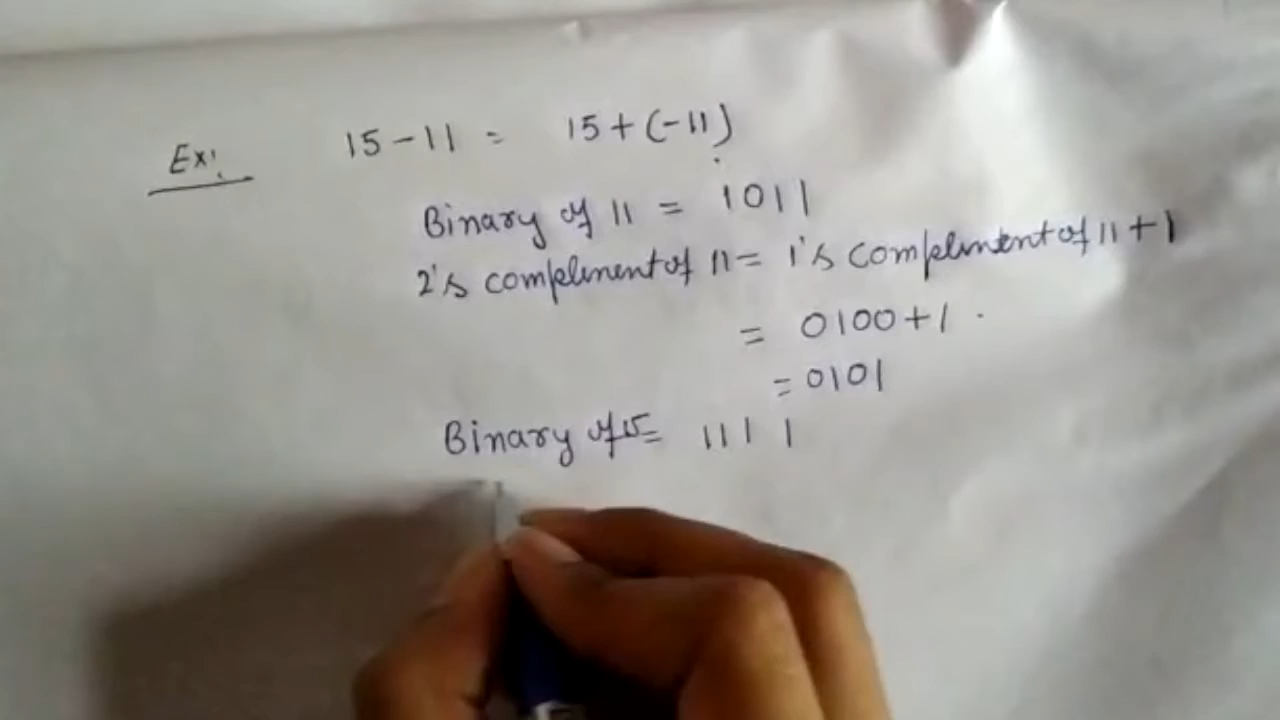 Ex: 15-11 = 15+(-11)
Binary of 11 = 1011
2's complement of 11 = 1's complement of 11+1
= 0100+1
= 0101
Binary of 15 = 1111